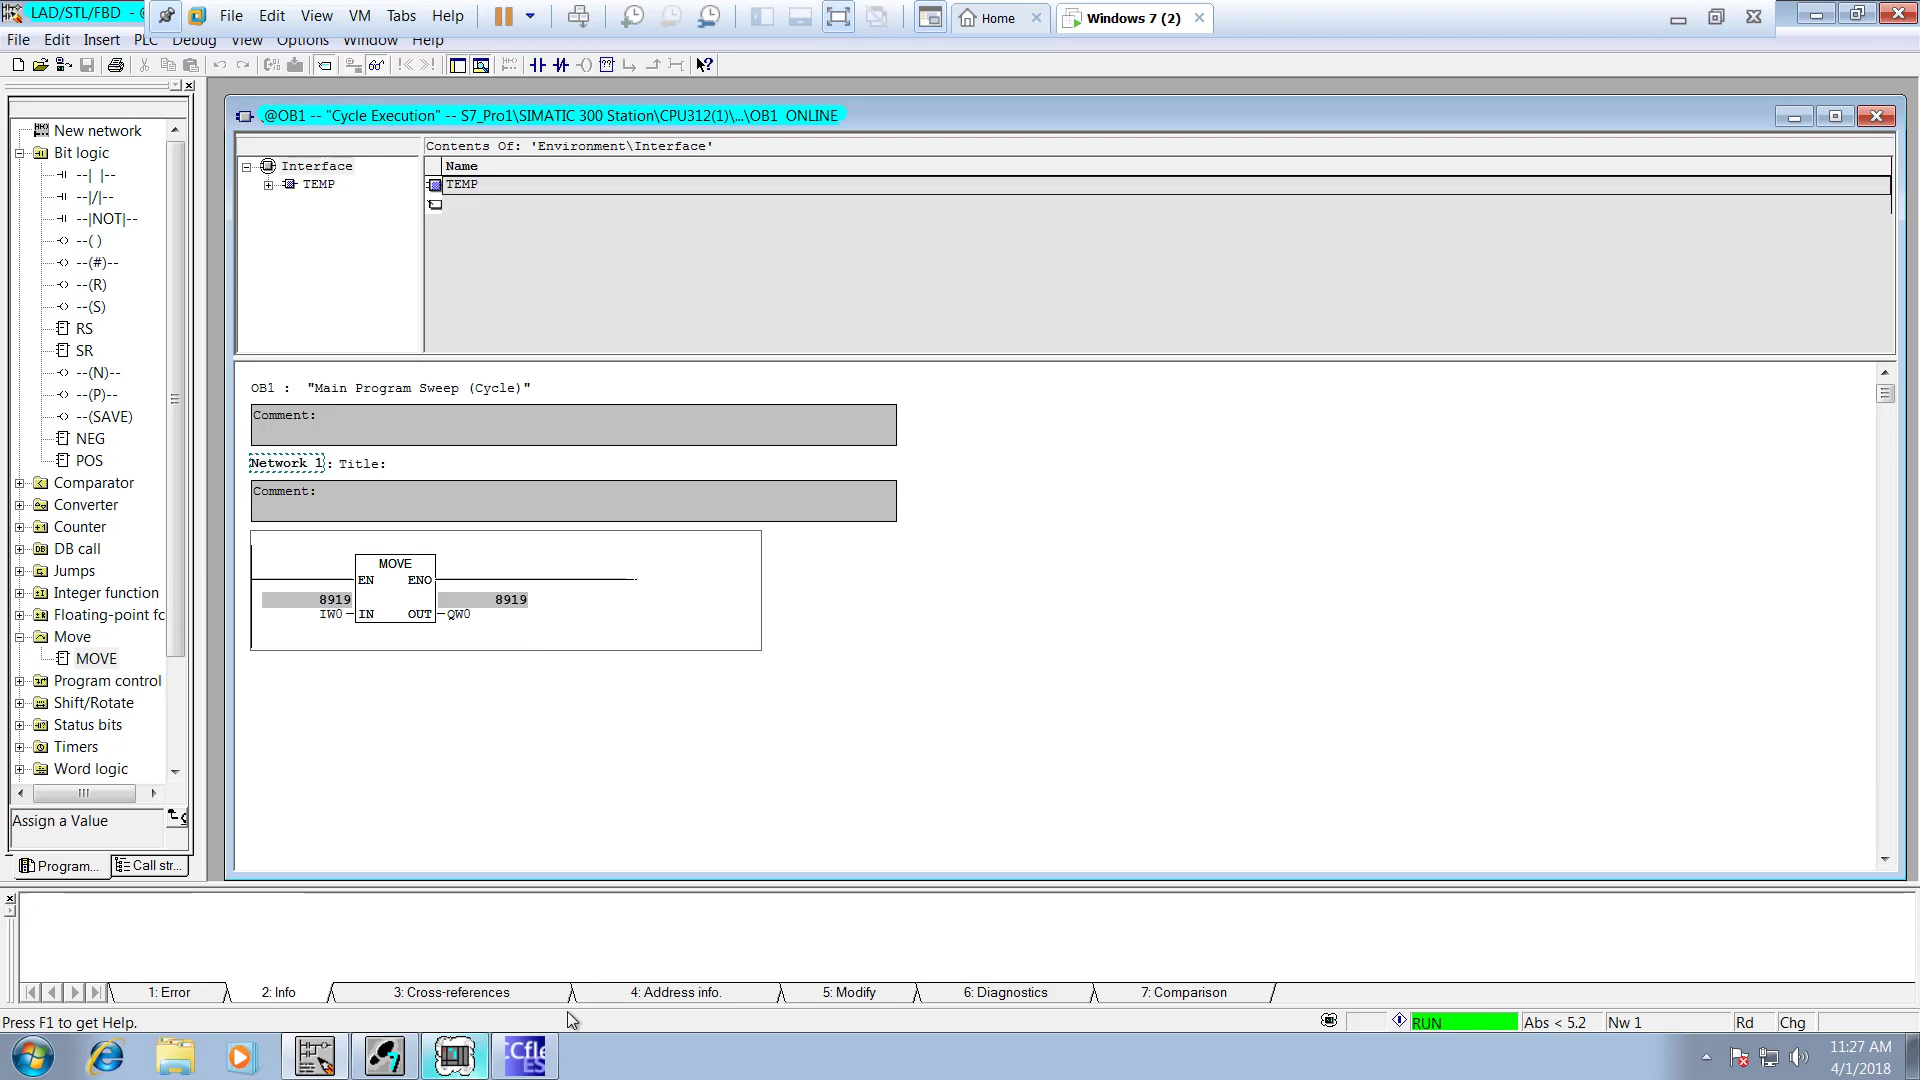 LAD/STL/FBD - @
File Edit View VM Tabs Help
Home
Windows 7 (2)
File Edit Insert PLC Debug View Options Window Help
@OB1 -- "Cycle Execution" -- S7_Pro1\SIMATIC 300 Station\CPU312(1)\...\OB1 ONLINE
Contents Of: 'Environment\Interface'
Interface
TEMP
Name
TEMP
New network
Bit logic
--| |--
--|/|--
--|NOT|--
--( )
--(#)--
--(R)
--(S)
RS
SR
--(N)--
--(P)--
--(SAVE)
NEG
POS
Comparator
Converter
Counter
DB call
Jumps
Integer function
Floating-point fc
Move
MOVE
Program control
Shift/Rotate
Status bits
Timers
Word logic
Assign a Value
Program...
Call str...
OB1 : "Main Program Sweep (Cycle)"
Comment:
Network 1: Title:
Comment:
MOVE
EN ENO
8919 8919
IW0 IN OUT QW0
1: Error
2: Info
3: Cross-references
4: Address info.
5: Modify
6: Diagnostics
7: Comparison
Press F1 to get Help.
RUN
Abs < 5.2
Nw 1
Rd
Chg
11:27 AM
4/1/2018